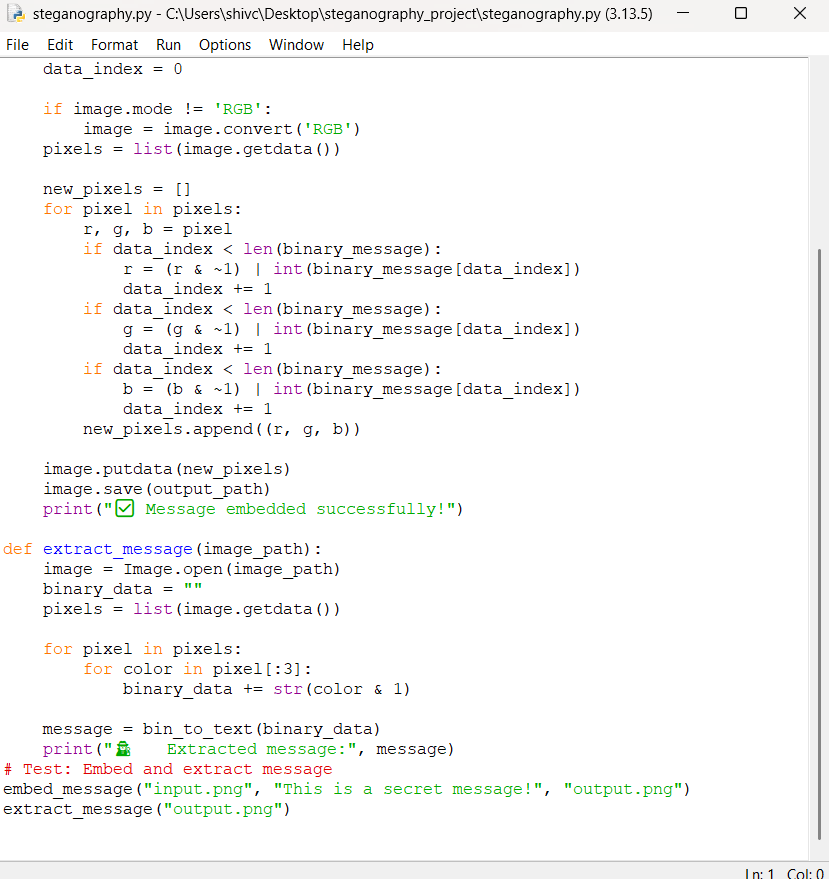 steganography.py - C:\Users\shivc\Desktop\steganography_project\steganography.py (3.13.5)
File Edit Format Run Options Window Help
    data_index = 0

    if image.mode != 'RGB':
        image = image.convert('RGB')
    pixels = list(image.getdata())

    new_pixels = []
    for pixel in pixels:
        r, g, b = pixel
        if data_index < len(binary_message):
            r = (r & ~1) | int(binary_message[data_index])
            data_index += 1
        if data_index < len(binary_message):
            g = (g & ~1) | int(binary_message[data_index])
            data_index += 1
        if data_index < len(binary_message):
            b = (b & ~1) | int(binary_message[data_index])
            data_index += 1
        new_pixels.append((r, g, b))

    image.putdata(new_pixels)
    image.save(output_path)
    print("✅ Message embedded successfully!")

def extract_message(image_path):
    image = Image.open(image_path)
    binary_data = ""
    pixels = list(image.getdata())

    for pixel in pixels:
        for color in pixel[:3]:
            binary_data += str(color & 1)

    message = bin_to_text(binary_data)
    print("🕵 Extracted message:", message)
# Test: Embed and extract message
embed_message("input.png", "This is a secret message!", "output.png")
extract_message("output.png")
Ln: 1 Col: 0